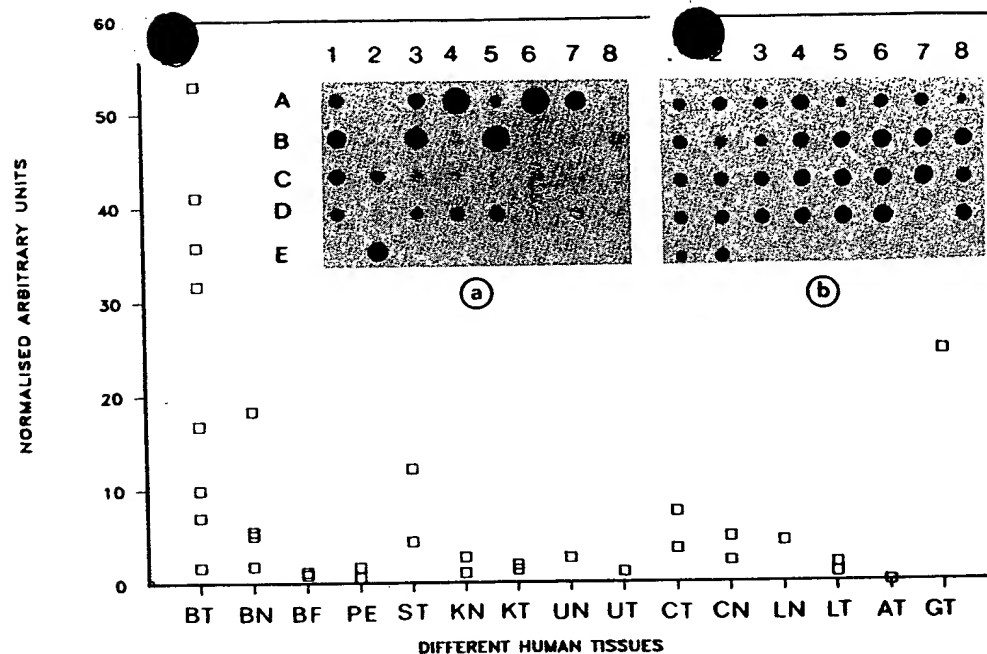 60
1 2 3 4 5 6 7 8
2 3 4 5 6 7 8
A
B
C
D
E
a
b
50
40
30
20
10
0
NORMALISED ARBITRARY UNITS
BT BN BF PE ST KN KT UN UT CT CN LN LT AT GT
DIFFERENT HUMAN TISSUES